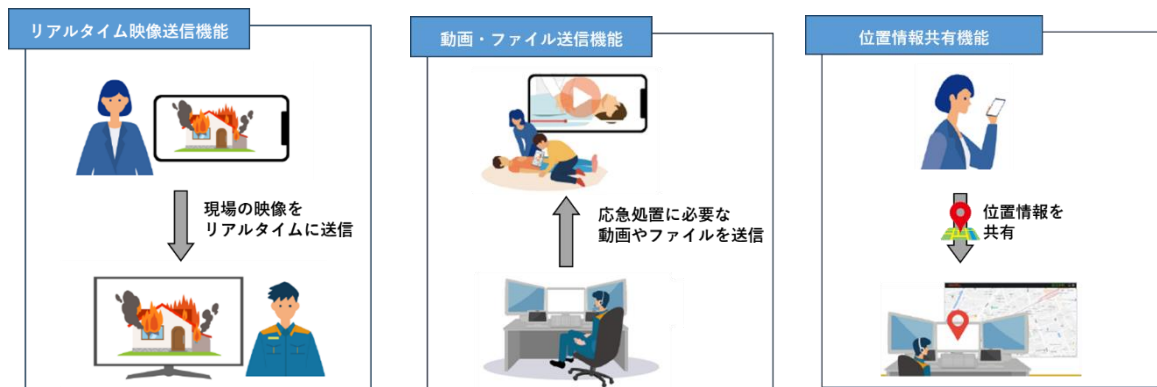 リアルタイム映像送信機能
現場の映像を
リアルタイムに送信
動画・ファイル送信機能
応急処置に必要な
動画やファイルを送信
位置情報共有機能
位置情報を
共有